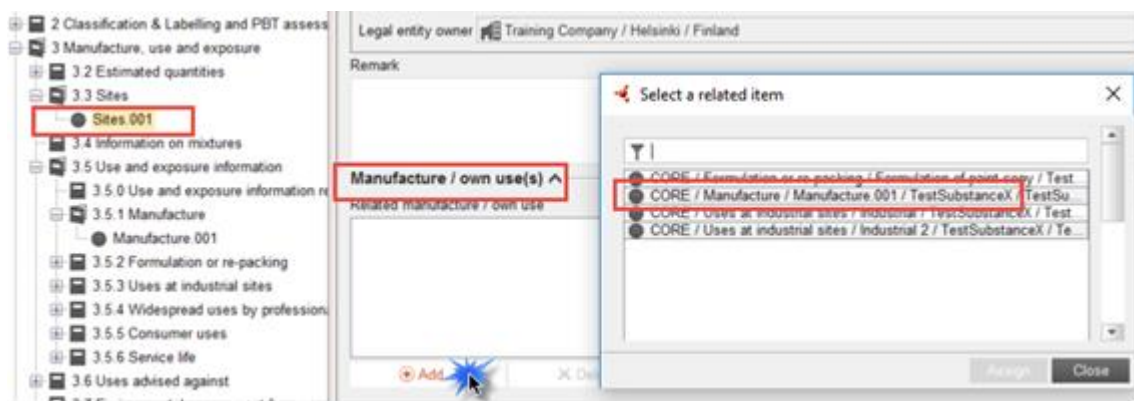 2 Classification & Labelling and PBT assess
3 Manufacture, use and exposure
3.2 Estimated quantities
3.3 Sites
Sites.001
3.4 Information on mixtures
3.5 Use and exposure information
3.5.0 Use and exposure information re
3.5.1 Manufacture
Manufacture.001
3.5.2 Formulation or re-packing
3.5.3 Uses at industrial sites
3.5.4 Widespread uses by profession
3.5.5 Consumer uses
3.5.6 Service life
3.6 Uses advised against
Legal entity owner Training Company / Helsinki / Finland
Remark
Manufacture / own use(s)
Related manufacture / own use
Add
Select a related item
CORE / Formulation or re-packing / Formulation of paint-copy / Test
CORE / Manufacture / Manufacture.001 / TestSubstanceX / TestSu...
CORE / Uses at industrial sites / Industrial / TestSubstanceX / Test
CORE / Uses at industrial sites / Industrial 2 / TestSubstanceX / Te...
Assign
Close